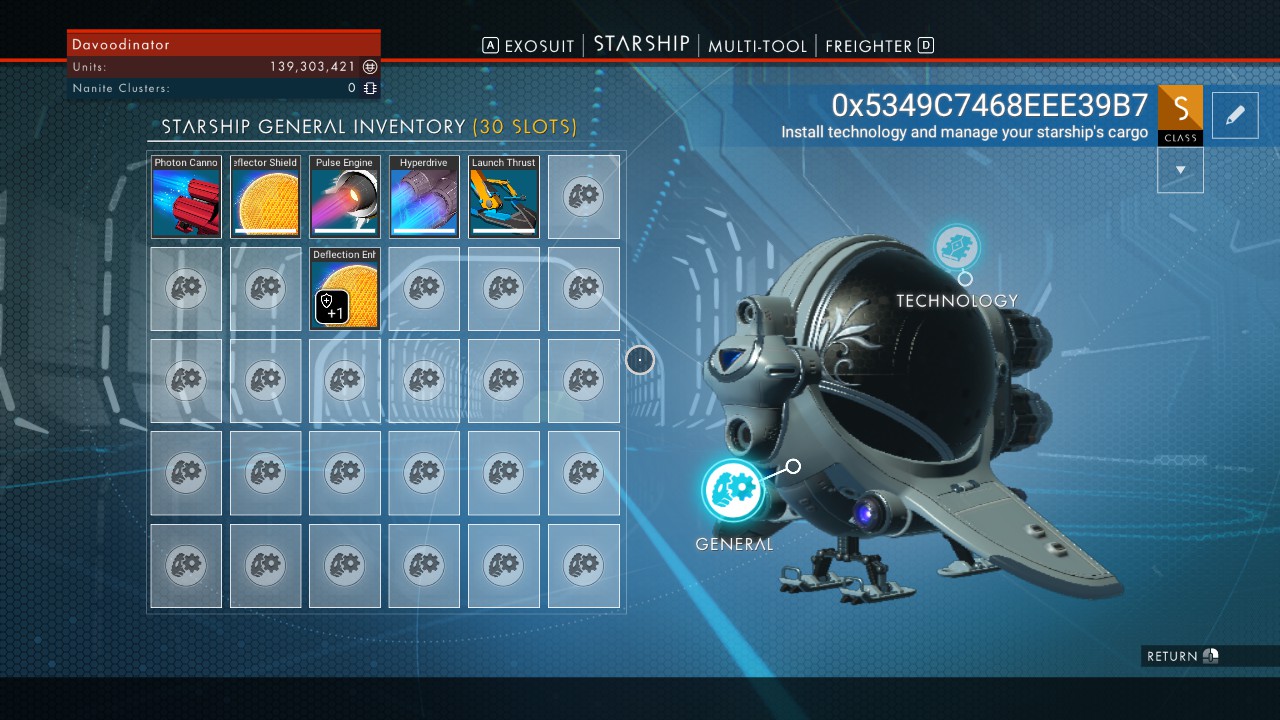 Davoodinator
Units: 139,303,421
Nanite Clusters: 0
A EXOSUIT STARSHIP MULTI-TOOL FREIGHTER D
0x5349C7468EEE39B7
Install technology and manage your starship's cargo
S
CLASS
STARSHIP GENERAL INVENTORY (30 SLOTS)
Photon Canno eflector Shield Pulse Engine Hyperdrive Launch Thrust
Deflection Enh
+1
TECHNOLOGY
GENERAL
RETURN